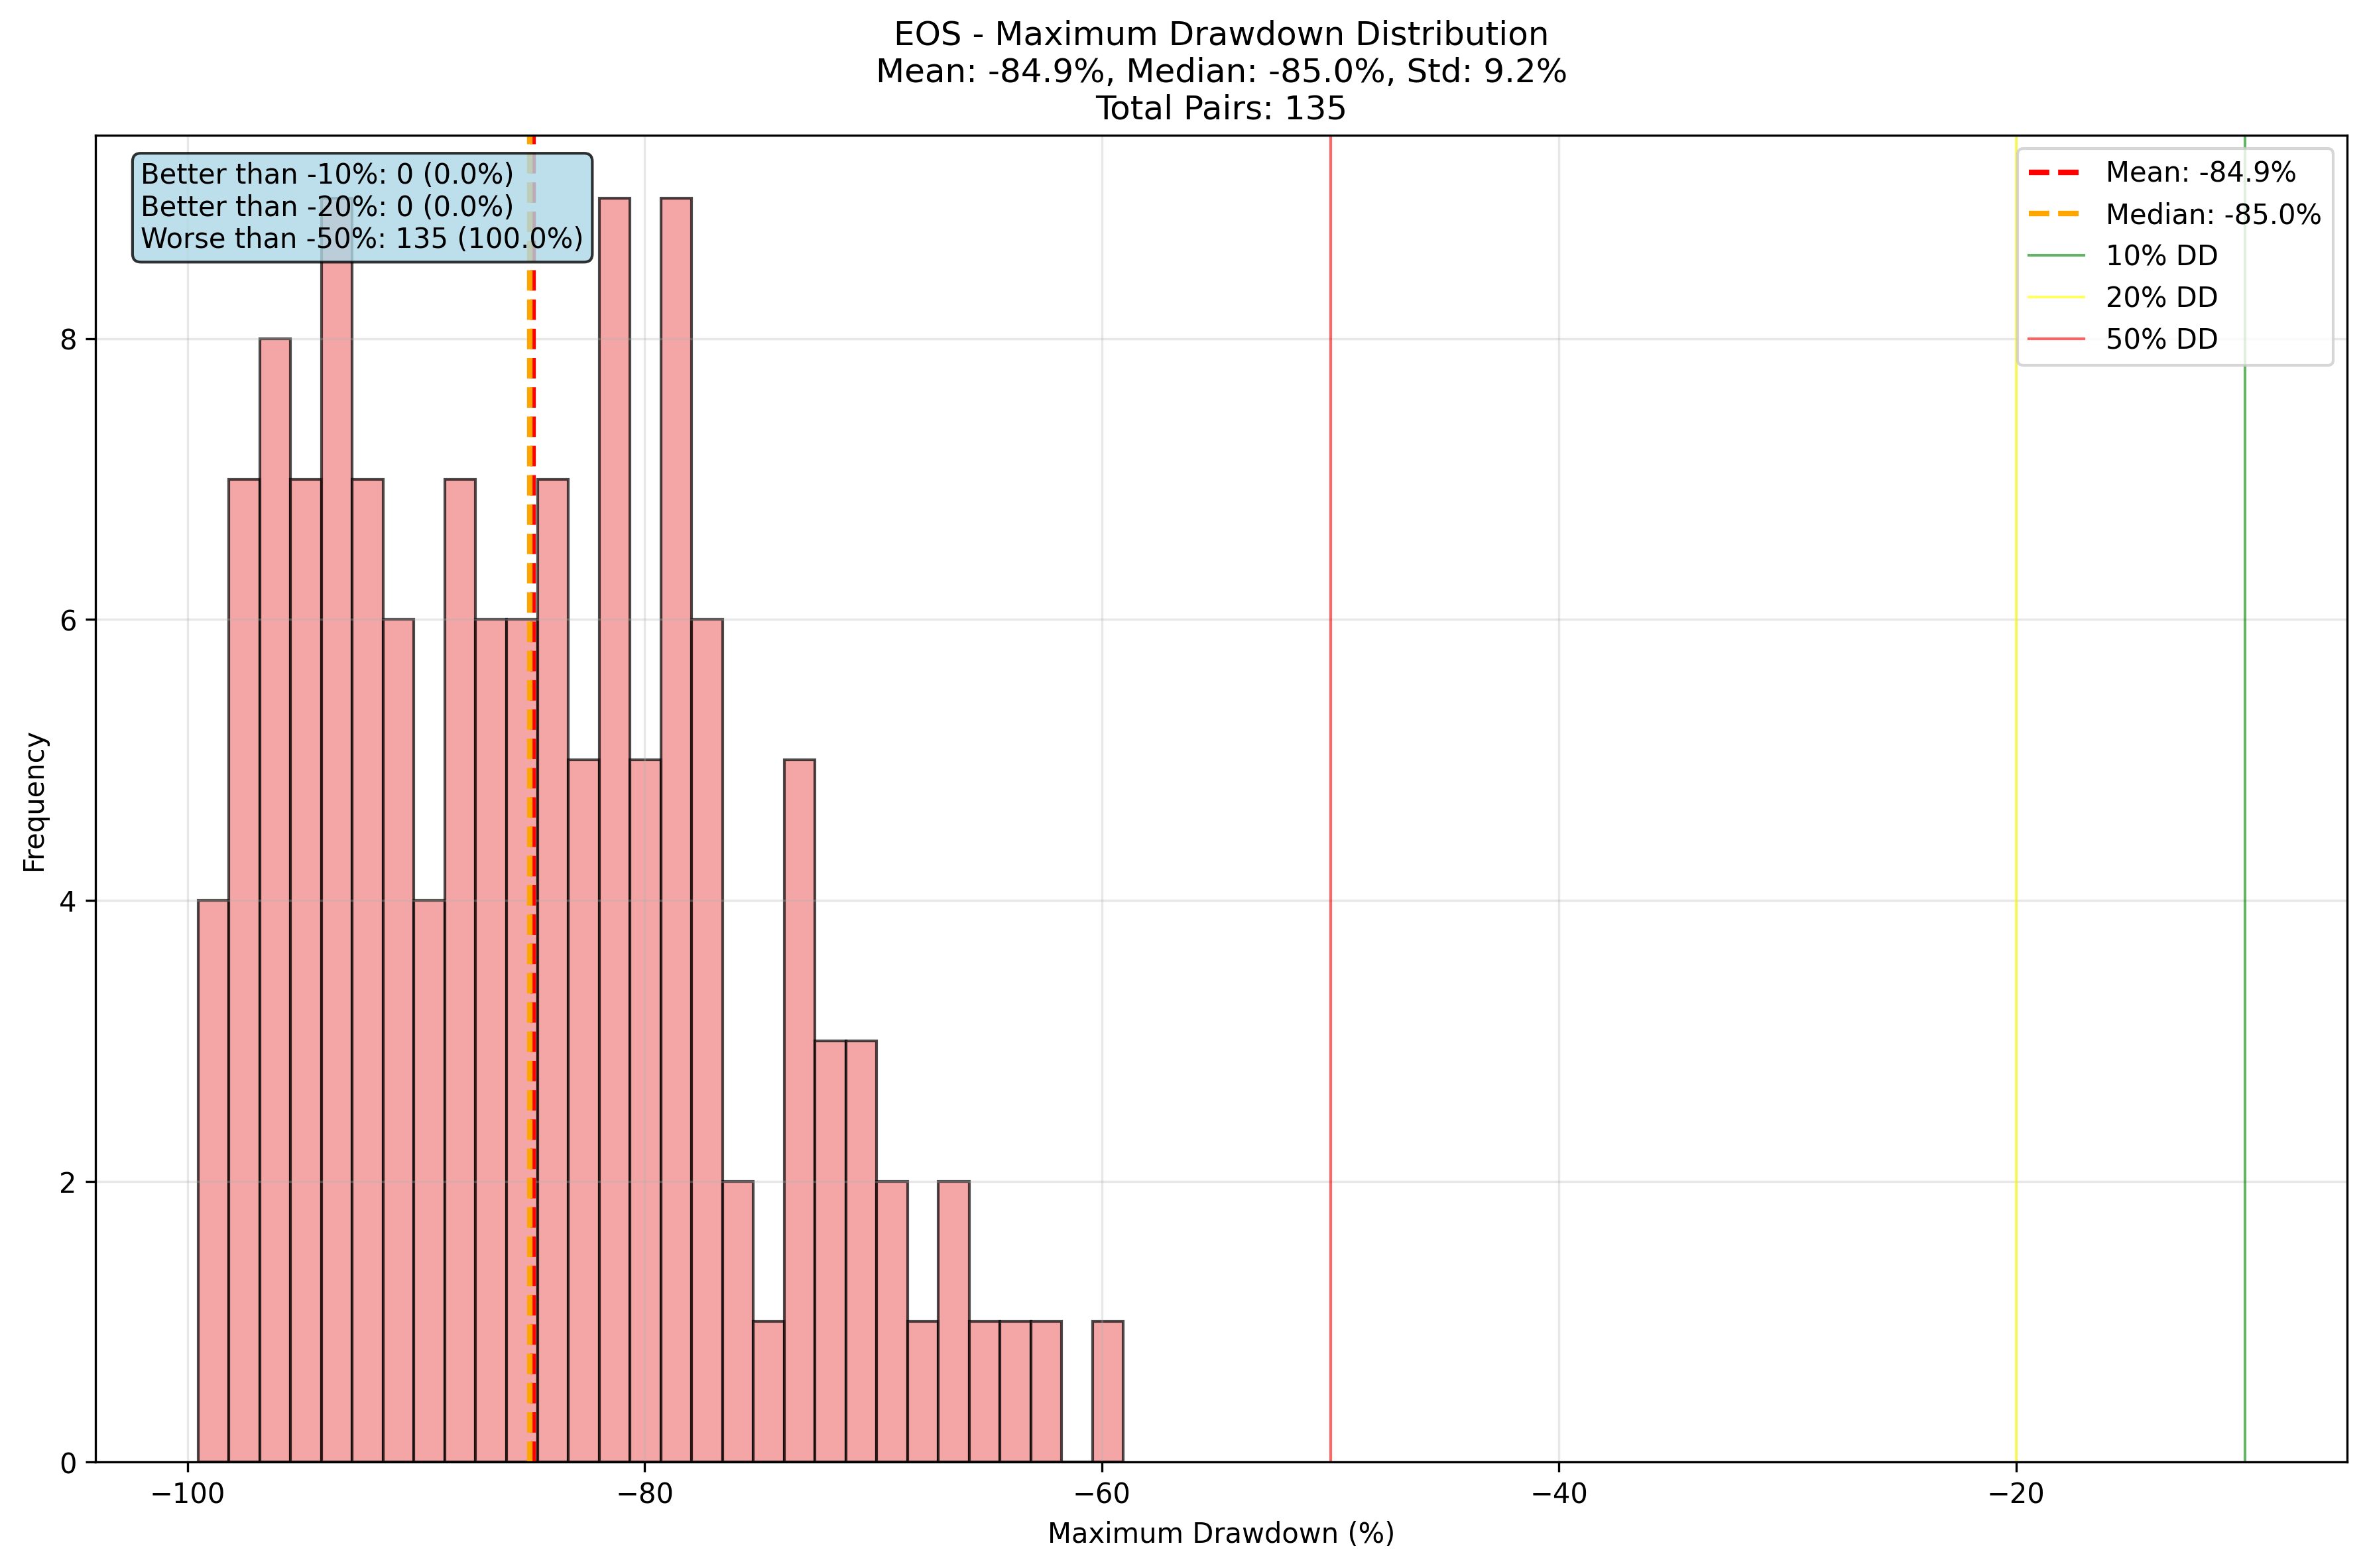 EOS - Maximum Drawdown Distribution
Mean: -84.9%, Median: -85.0%, Std: 9.2%
Total Pairs: 135
Better than -10%: 0 (0.0%)
Better than -20%: 0 (0.0%)
Worse than -50%: 135 (100.0%)
Mean: -84.9%
Median: -85.0%
10% DD
20% DD
50% DD
8
6
4
2
0
Frequency
−100
−80
−60
−40
−20
Maximum Drawdown (%)